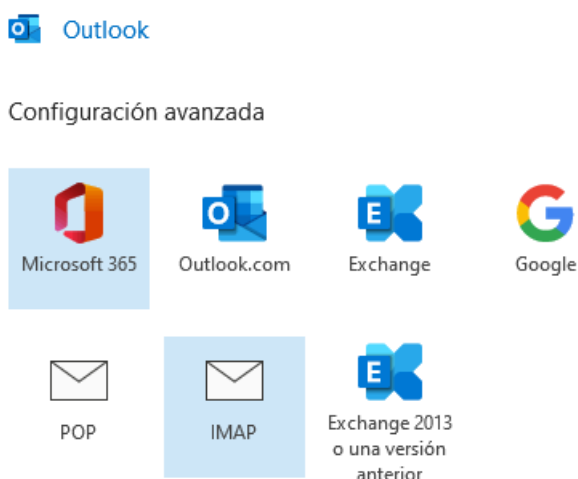 Outlook
Configuración avanzada
Microsoft 365
Outlook.com
Exchange
Google
POP
IMAP
Exchange 2013
o una versión
anterior